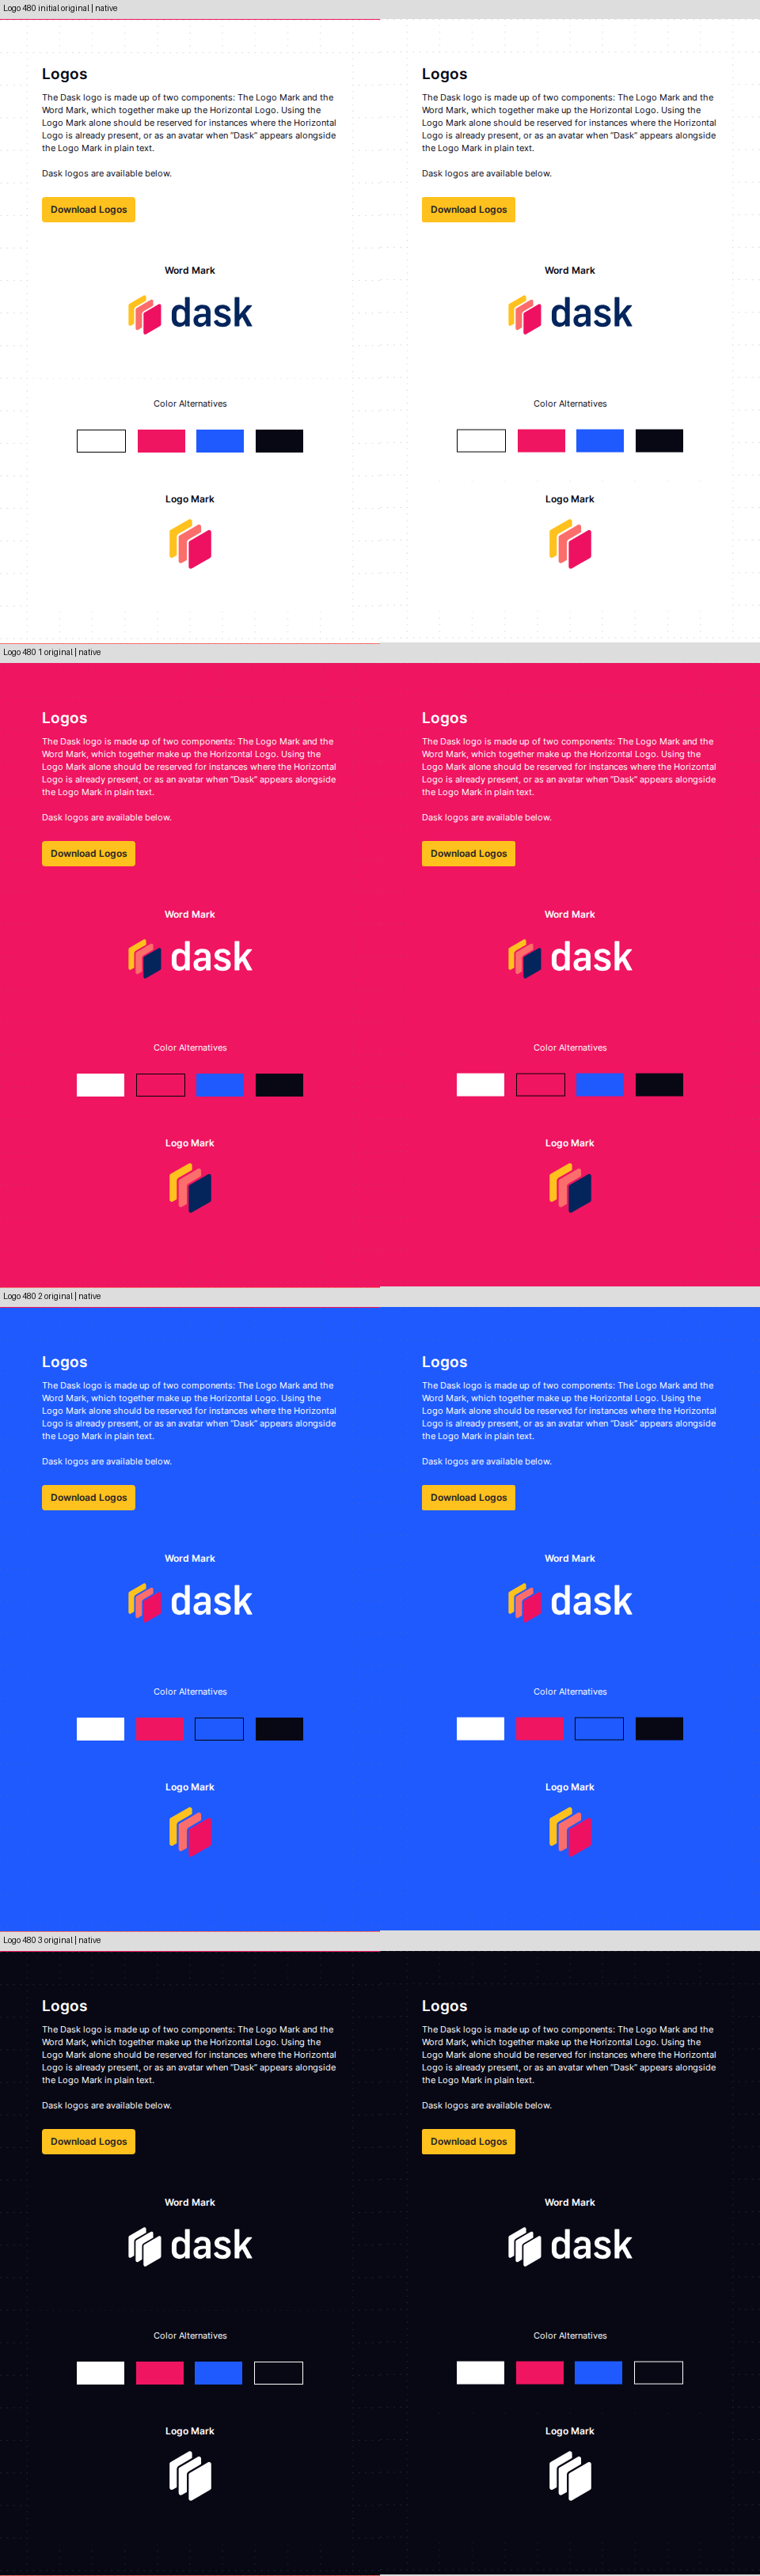 Logo 480 initial original | native
Logos
The Dask logo is made up of two components: The Logo Mark and the
Word Mark, which together make up the Horizontal Logo. Using the
Logo Mark alone should be reserved for instances where the Horizontal
Logo is already present, or as an avatar when “Dask” appears alongside
the Logo Mark in plain text.
Dask logos are available below.
Download Logos
Word Mark
dask
Color Alternatives
Logo Mark
Logos
The Dask logo is made up of two components: The Logo Mark and the
Word Mark, which together make up the Horizontal Logo. Using the
Logo Mark alone should be reserved for instances where the Horizontal
Logo is already present, or as an avatar when “Dask” appears alongside
the Logo Mark in plain text.
Dask logos are available below.
Download Logos
Word Mark
dask
Color Alternatives
Logo Mark
Logo 480 1 original | native
Logos
The Dask logo is made up of two components: The Logo Mark and the
Word Mark, which together make up the Horizontal Logo. Using the
Logo Mark alone should be reserved for instances where the Horizontal
Logo is already present, or as an avatar when “Dask” appears alongside
the Logo Mark in plain text.
Dask logos are available below.
Download Logos
Word Mark
dask
Color Alternatives
Logo Mark
Logos
The Dask logo is made up of two components: The Logo Mark and the
Word Mark, which together make up the Horizontal Logo. Using the
Logo Mark alone should be reserved for instances where the Horizontal
Logo is already present, or as an avatar when “Dask” appears alongside
the Logo Mark in plain text.
Dask logos are available below.
Download Logos
Word Mark
dask
Color Alternatives
Logo Mark
Logo 480 2 original | native
Logos
The Dask logo is made up of two components: The Logo Mark and the
Word Mark, which together make up the Horizontal Logo. Using the
Logo Mark alone should be reserved for instances where the Horizontal
Logo is already present, or as an avatar when “Dask” appears alongside
the Logo Mark in plain text.
Dask logos are available below.
Download Logos
Word Mark
dask
Color Alternatives
Logo Mark
Logos
The Dask logo is made up of two components: The Logo Mark and the
Word Mark, which together make up the Horizontal Logo. Using the
Logo Mark alone should be reserved for instances where the Horizontal
Logo is already present, or as an avatar when “Dask” appears alongside
the Logo Mark in plain text.
Dask logos are available below.
Download Logos
Word Mark
dask
Color Alternatives
Logo Mark
Logo 480 3 original | native
Logos
The Dask logo is made up of two components: The Logo Mark and the
Word Mark, which together make up the Horizontal Logo. Using the
Logo Mark alone should be reserved for instances where the Horizontal
Logo is already present, or as an avatar when “Dask” appears alongside
the Logo Mark in plain text.
Dask logos are available below.
Download Logos
Word Mark
dask
Color Alternatives
Logo Mark
Logos
The Dask logo is made up of two components: The Logo Mark and the
Word Mark, which together make up the Horizontal Logo. Using the
Logo Mark alone should be reserved for instances where the Horizontal
Logo is already present, or as an avatar when “Dask” appears alongside
the Logo Mark in plain text.
Dask logos are available below.
Download Logos
Word Mark
dask
Color Alternatives
Logo Mark